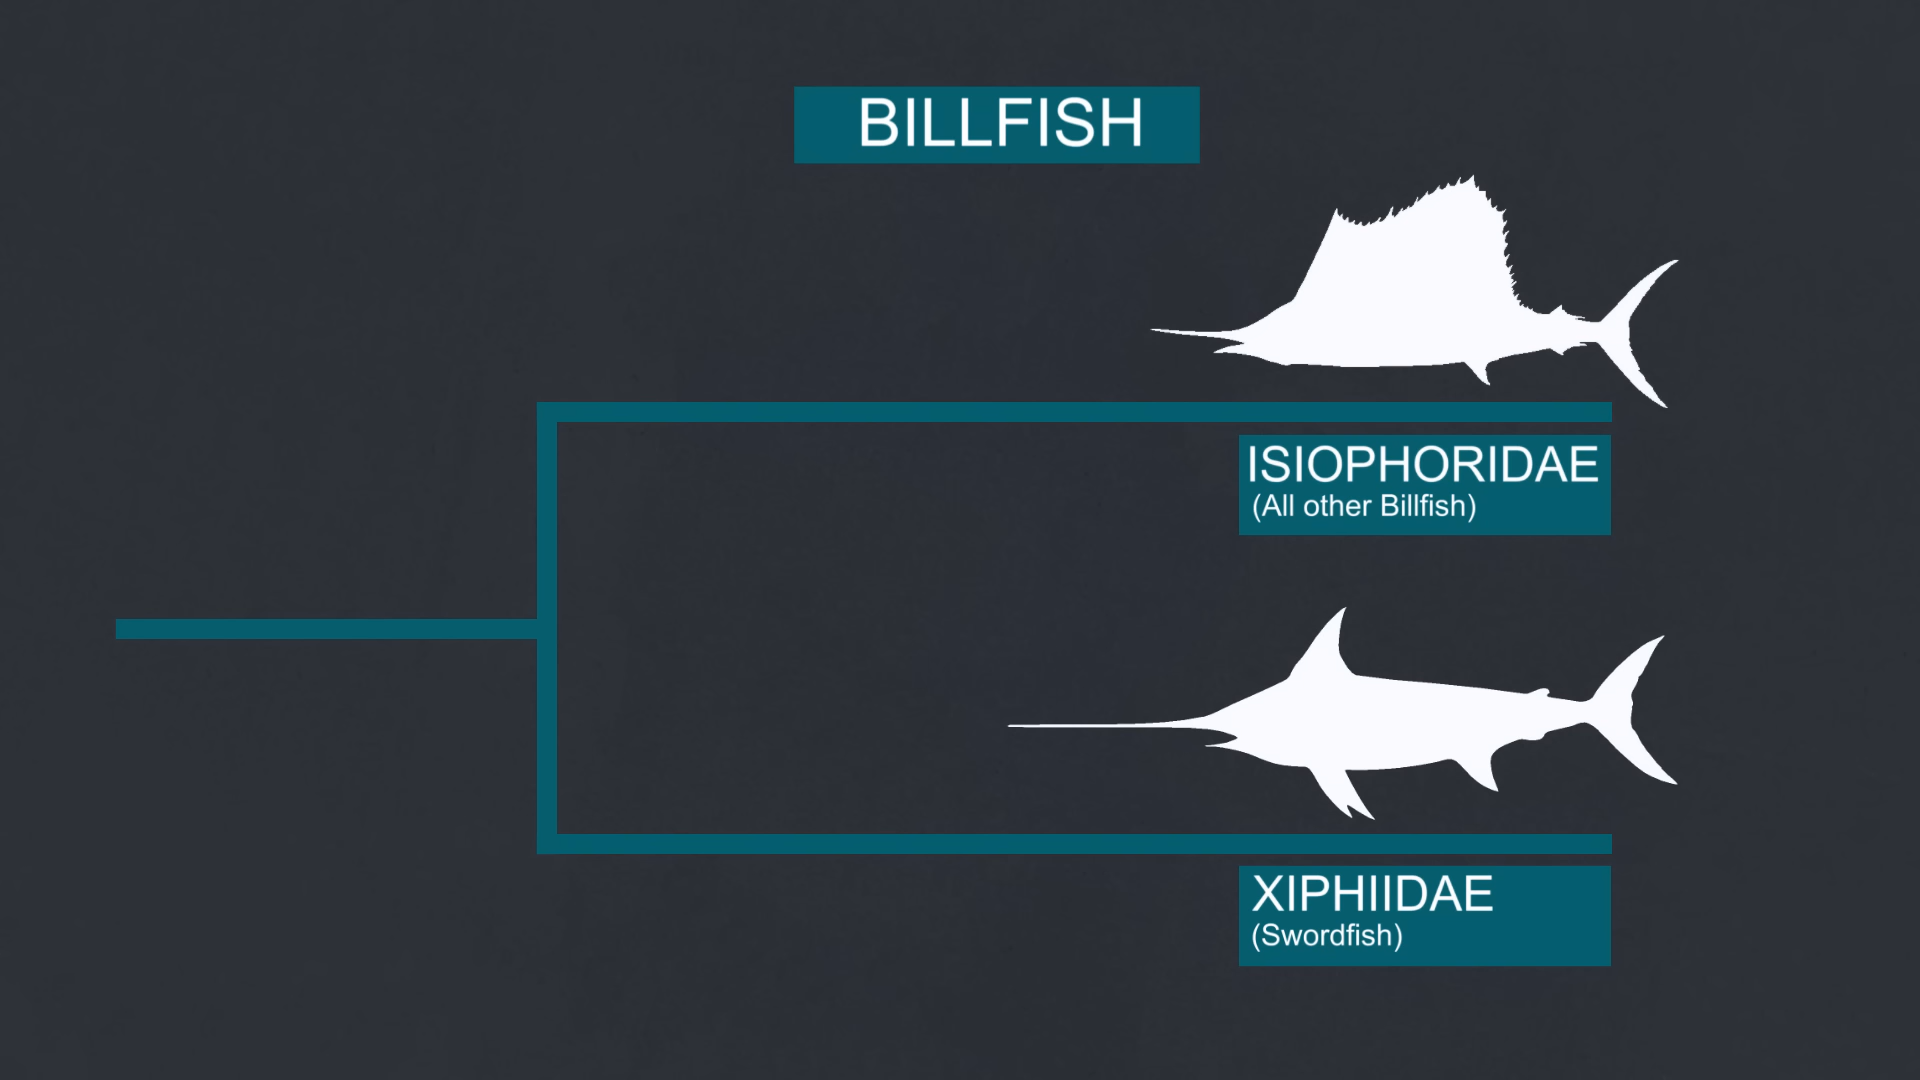 BILLFISH
ISIOPHORIDAE
(All other Billfish)
XIPHIIDAE
(Swordfish)